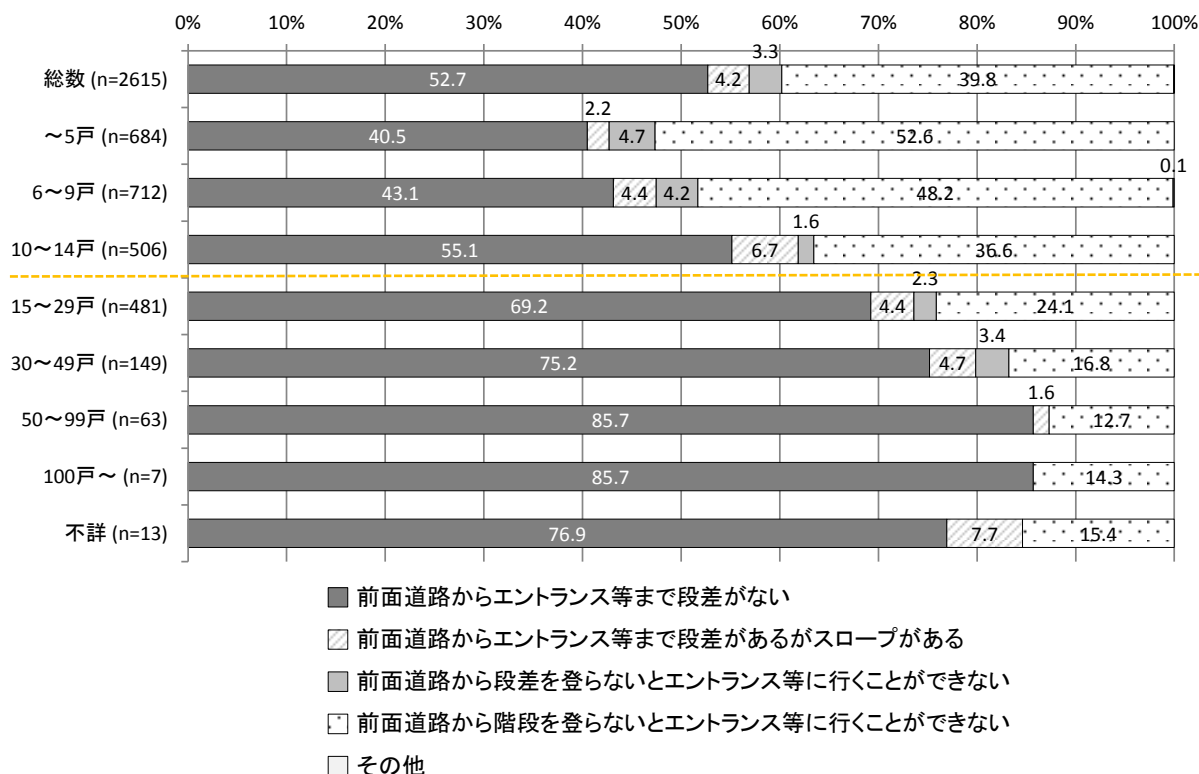 0% 10% 20% 30% 40% 50% 60% 70% 80% 90% 100%
3.3
総数 (n=2615) 52.7 4.2 39.8
2.2
～5戸 (n=684) 40.5 4.7 52.6
0.1
6～9戸 (n=712) 43.1 4.4 4.2 48.2
1.6
10～14戸 (n=506) 55.1 6.7 36.6
2.3
15～29戸 (n=481) 69.2 4.4 24.1
3.4
30～49戸 (n=149) 75.2 4.7 16.8
1.6
50～99戸 (n=63) 85.7 12.7
100戸～ (n=7) 85.7 14.3
不詳 (n=13) 76.9 7.7 15.4
前面道路からエントランス等まで段差がない
前面道路からエントランス等まで段差があるがスロープがある
前面道路から段差を登らないとエントランス等に行くことができない
前面道路から階段を登らないとエントランス等に行くことができない
その他